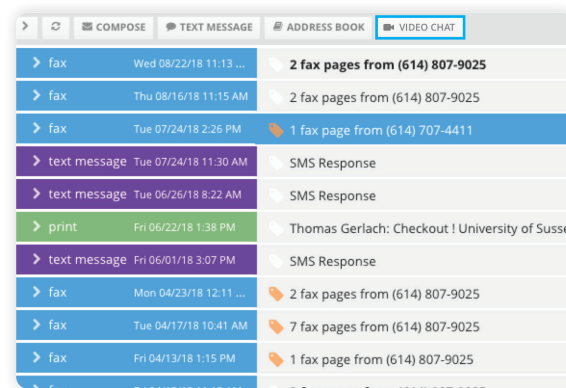 COMPOSE TEXT MESSAGE ADDRESS BOOK VIDEO CHAT
fax Wed 08/22/18 11:13 ... 2 fax pages from (614) 807-9025
fax Thu 08/16/18 11:15 AM 2 fax pages from (614) 807-9025
fax Tue 07/24/18 2:26 PM 1 fax page from (614) 707-4411
text message Tue 07/24/18 11:30 AM SMS Response
text message Tue 06/26/18 8:22 AM SMS Response
print Fri 06/22/18 1:38 PM Thomas Gerlach: Checkout ! University of Susse
text message Fri 06/01/18 3:07 PM SMS Response
fax Mon 04/23/18 12:11 ... 2 fax pages from (614) 807-9025
fax Tue 04/17/18 10:41 AM 7 fax pages from (614) 807-9025
fax Fri 04/13/18 1:15 PM 1 fax page from (614) 807-9025